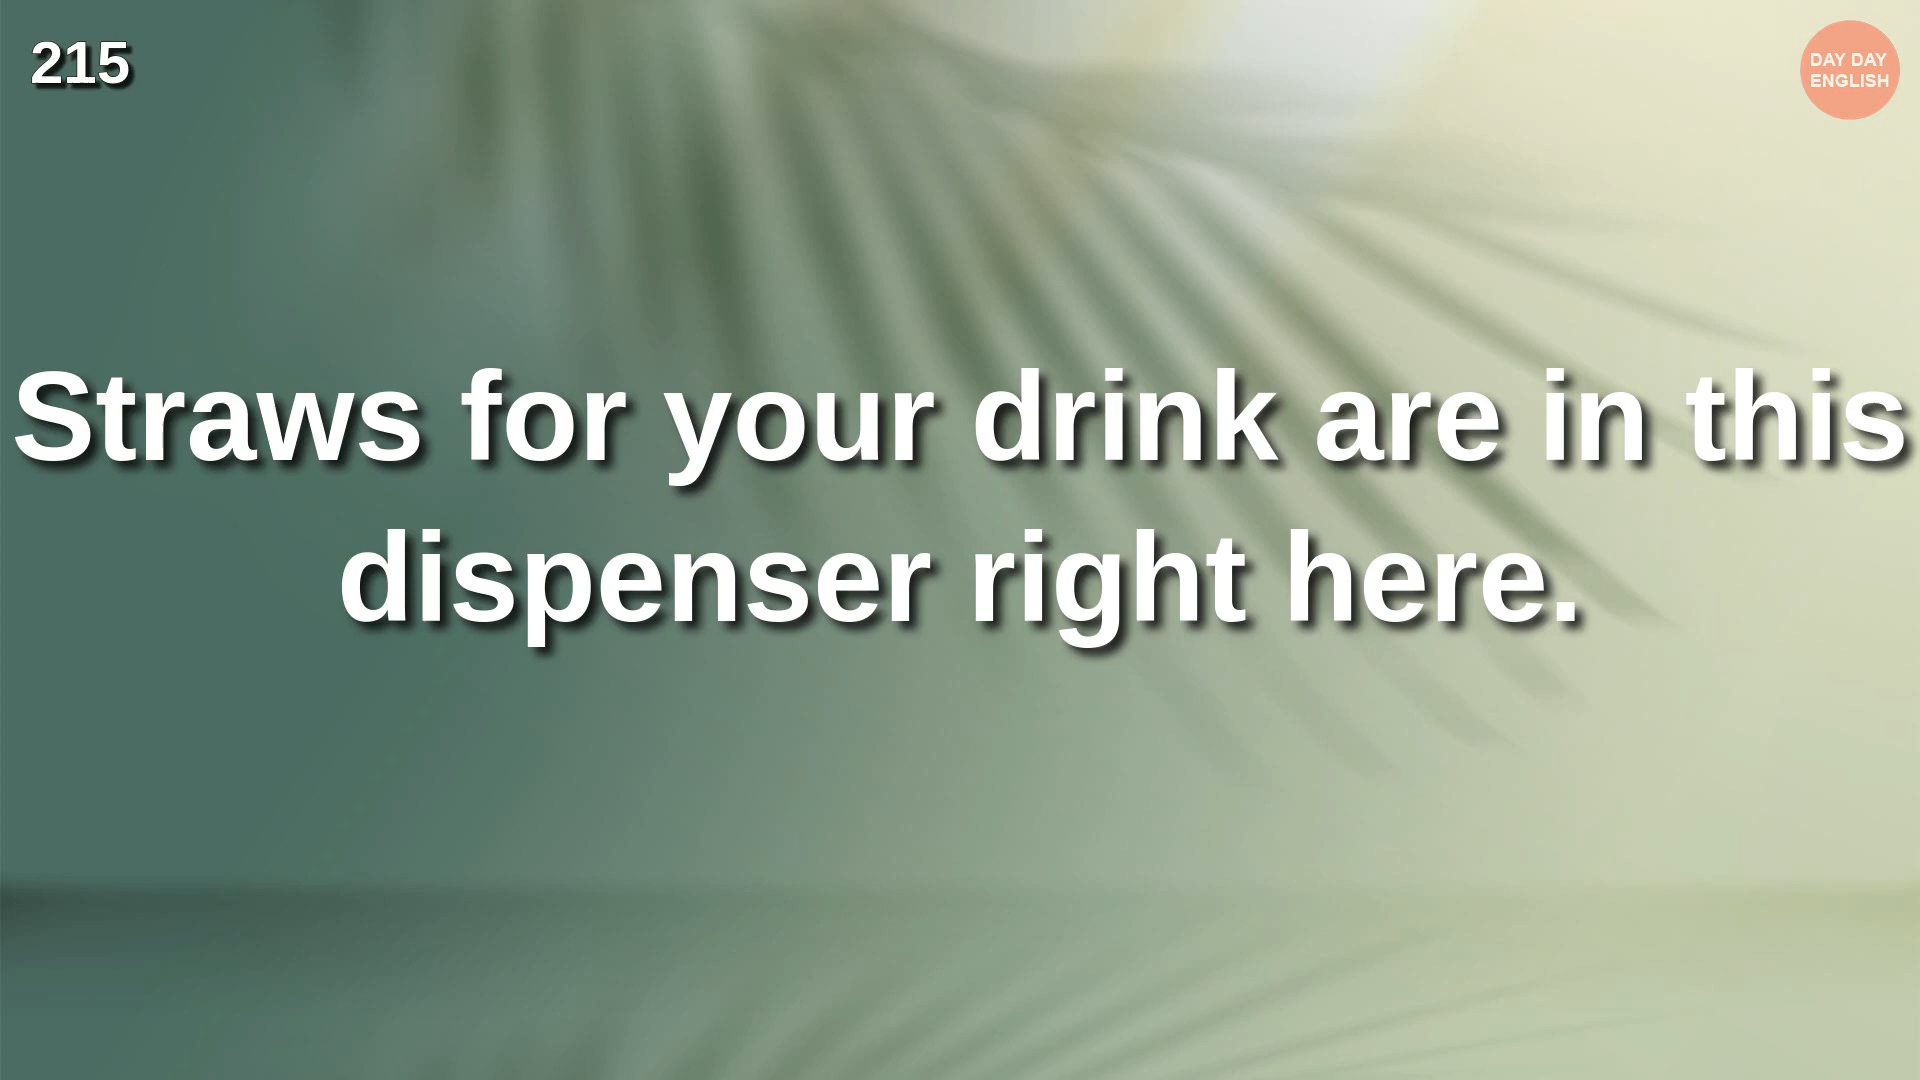 215
DAY DAY
ENGLISH
Straws for your drink are in this
dispenser right here.